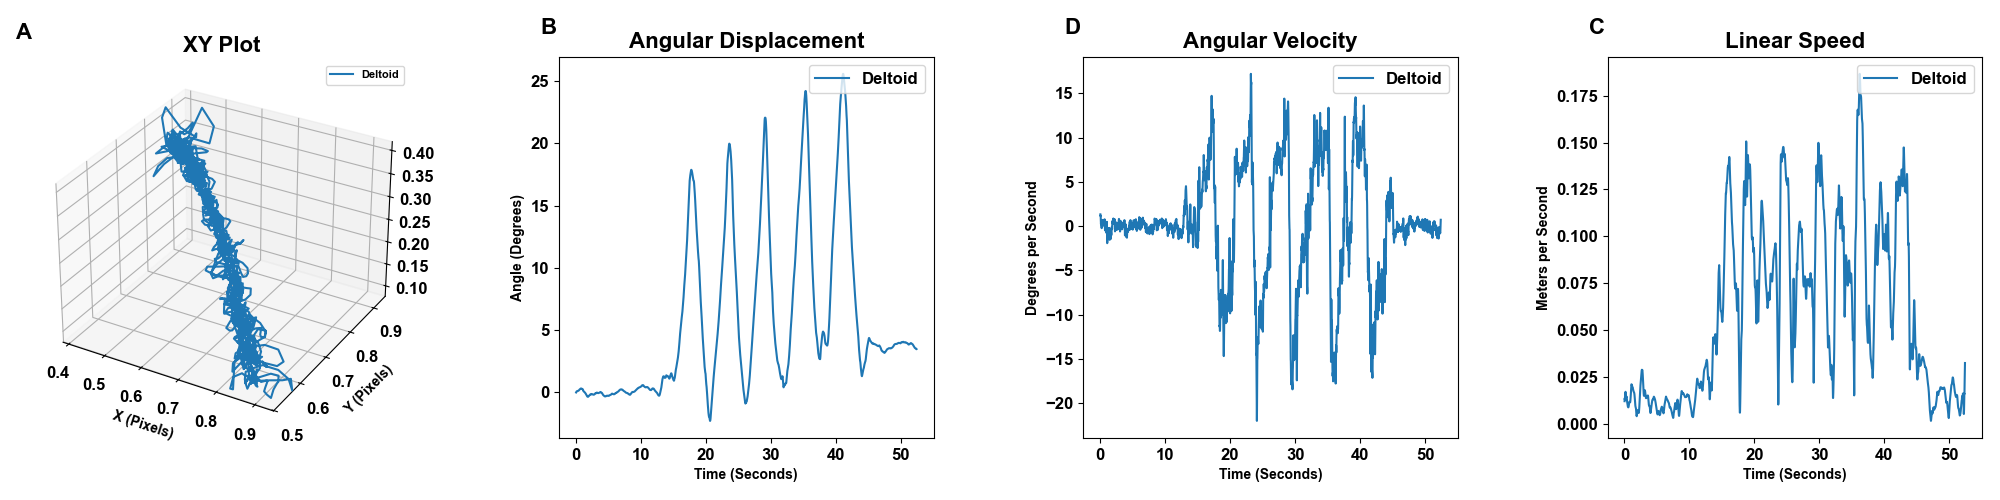 A
XY Plot
Deltoid
0.40
0.35
0.30
0.25
0.20
0.15
0.10
0.4
0.5
0.6
0.7
0.8
0.9
X (Pixels)
0.5
0.6
0.7
0.8
0.9
Y (Pixels)
B
Angular Displacement
Deltoid
25
20
15
10
5
0
Angle (Degrees)
0 10 20 30 40 50
Time (Seconds)
D
Angular Velocity
Deltoid
15
10
5
0
−5
−10
−15
−20
Degrees per Second
0 10 20 30 40 50
Time (Seconds)
C
Linear Speed
Deltoid
0.175
0.150
0.125
0.100
0.075
0.050
0.025
0.000
Meters per Second
0 10 20 30 40 50
Time (Seconds)